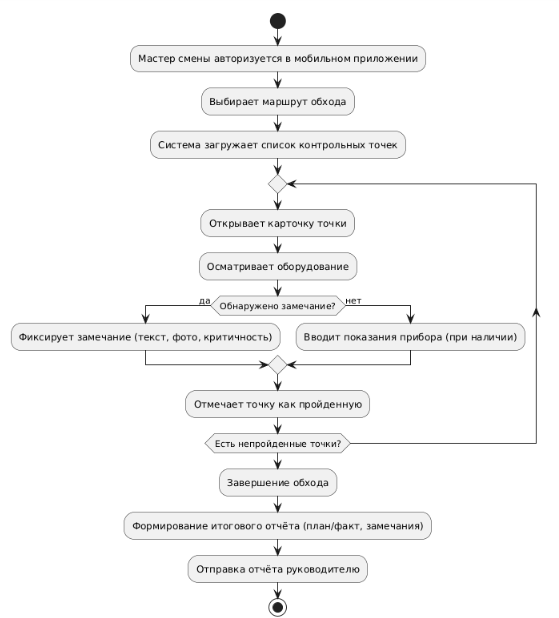 Мастер смены авторизуется в мобильном приложении
Выбирает маршрут обхода
Система загружает список контрольных точек
Открывает карточку точки
Осматривает оборудование
да
Обнаружено замечание?
нет
Фиксирует замечание (текст, фото, критичность)
Вводит показания прибора (при наличии)
Отмечает точку как пройденную
Есть непройденные точки?
Завершение обхода
Формирование итогового отчёта (план/факт, замечания)
Отправка отчёта руководителю